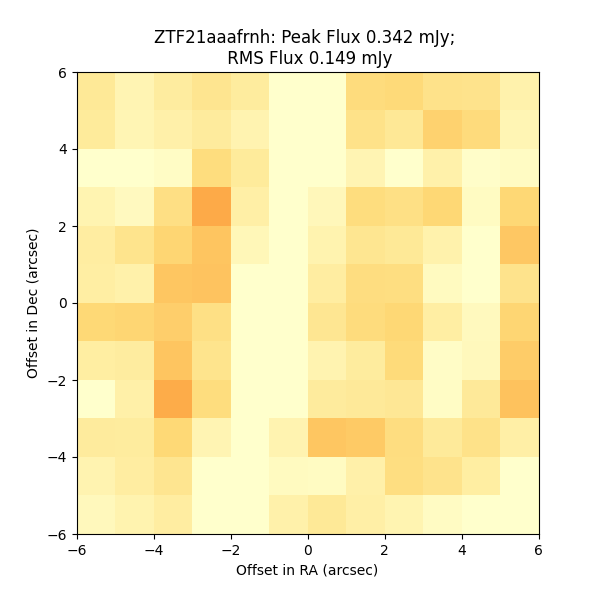 ZTF21aaafrnh: Peak Flux 0.342 mJy;
RMS Flux 0.149 mJy
6
4
2
0
−2
−4
−6
Offset in Dec (arcsec)
−6 −4 −2 0 2 4 6
Offset in RA (arcsec)